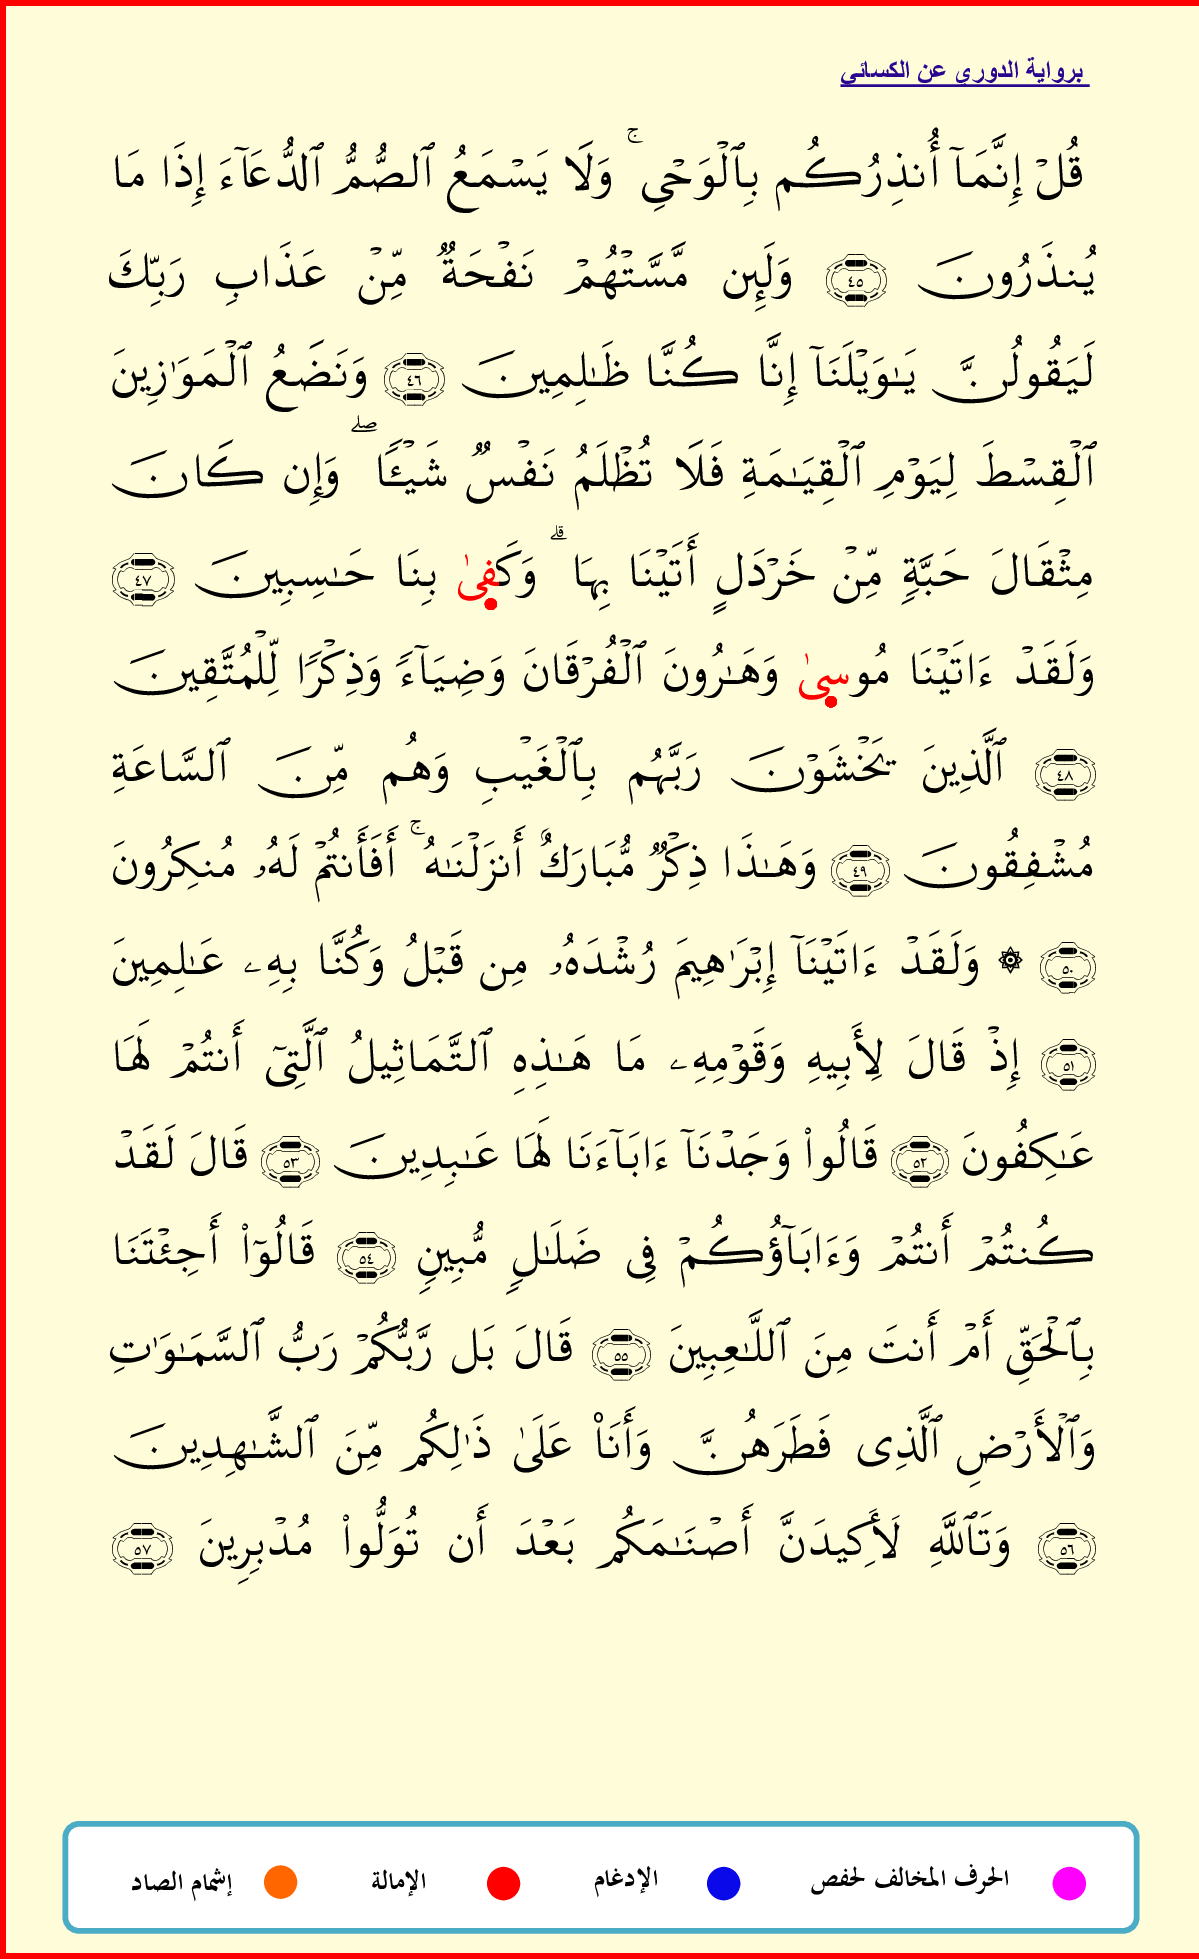 برواية الدوري عن الكسائي
قُلۡ إِنَّمَآ أُنذِرُكُم بِٱلۡوَحۡيِۚ وَلَا يَسۡمَعُ ٱلصُّمُّ ٱلدُّعَآءَ إِذَا مَا
يُنذَرُونَ ٤٥ وَلَئِن مَّسَّتۡهُمۡ نَفۡحَةٞ مِّنۡ عَذَابِ رَبِّكَ
لَيَقُولُنَّ يَٰوَيۡلَنَآ إِنَّا كُنَّا ظَٰلِمِينَ ٤٦ وَنَضَعُ ٱلۡمَوَٰزِينَ
ٱلۡقِسۡطَ لِيَوۡمِ ٱلۡقِيَٰمَةِ فَلَا تُظۡلَمُ نَفۡسٞ شَيۡـٔٗاۖ وَإِن كَانَ
مِثۡقَالَ حَبَّةٖ مِّنۡ خَرۡدَلٍ أَتَيۡنَا بِهَاۗ وَكَفىٰ بِنَا حَٰسِبِينَ ٤٧
وَلَقَدۡ ءَاتَيۡنَا مُوسىٰ وَهَٰرُونَ ٱلۡفُرۡقَانَ وَضِيَآءٗ وَذِكۡرٗا لِّلۡمُتَّقِينَ
٤٨ ٱلَّذِينَ يَخۡشَوۡنَ رَبَّهُم بِٱلۡغَيۡبِ وَهُم مِّنَ ٱلسَّاعَةِ
مُشۡفِقُونَ ٤٩ وَهَٰذَا ذِكۡرٞ مُّبَارَكٌ أَنزَلۡنَٰهُۚ أَفَأَنتُمۡ لَهُۥ مُنكِرُونَ
٥٠ ۞ وَلَقَدۡ ءَاتَيۡنَآ إِبۡرَٰهِيمَ رُشۡدَهُۥ مِن قَبۡلُ وَكُنَّا بِهِۦ عَٰلِمِينَ
٥١ إِذۡ قَالَ لِأَبِيهِ وَقَوۡمِهِۦ مَا هَٰذِهِ ٱلتَّمَاثِيلُ ٱلَّتِيٓ أَنتُمۡ لَهَا
عَٰكِفُونَ ٥٢ قَالُواْ وَجَدۡنَآ ءَابَآءَنَا لَهَا عَٰبِدِينَ ٥٣ قَالَ لَقَدۡ
كُنتُمۡ أَنتُمۡ وَءَابَآؤُكُمۡ فِي ضَلَٰلٖ مُّبِينٖ ٥٤ قَالُوٓاْ أَجِئۡتَنَا
بِٱلۡحَقِّ أَمۡ أَنتَ مِنَ ٱللَّٰعِبِينَ ٥٥ قَالَ بَل رَّبُّكُمۡ رَبُّ ٱلسَّمَٰوَٰتِ
وَٱلۡأَرۡضِ ٱلَّذِي فَطَرَهُنَّ وَأَنَا۠ عَلَىٰ ذَٰلِكُم مِّنَ ٱلشَّٰهِدِينَ
٥٦ وَتَٱللَّهِ لَأَكِيدَنَّ أَصۡنَٰمَكُم بَعۡدَ أَن تُوَلُّواْ مُدۡبِرِينَ ٥٧
الحرف المخالف لحفص الإدغام الإمالة إشمام الصاد